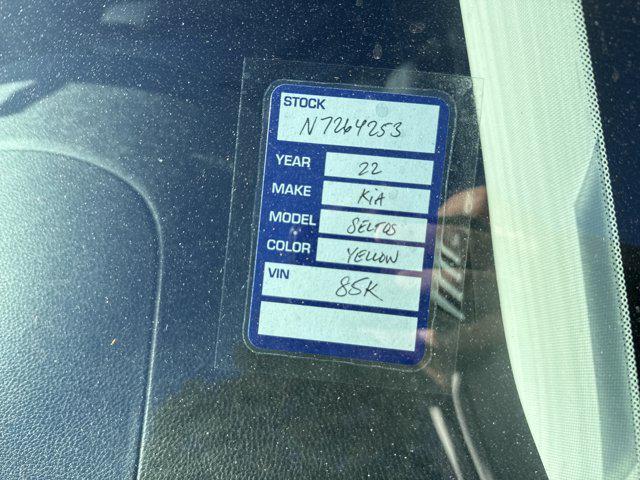 STOCK
N7264253
YEAR 22
MAKE KIA
MODEL SELTOS
COLOR YELLOW
VIN 85K